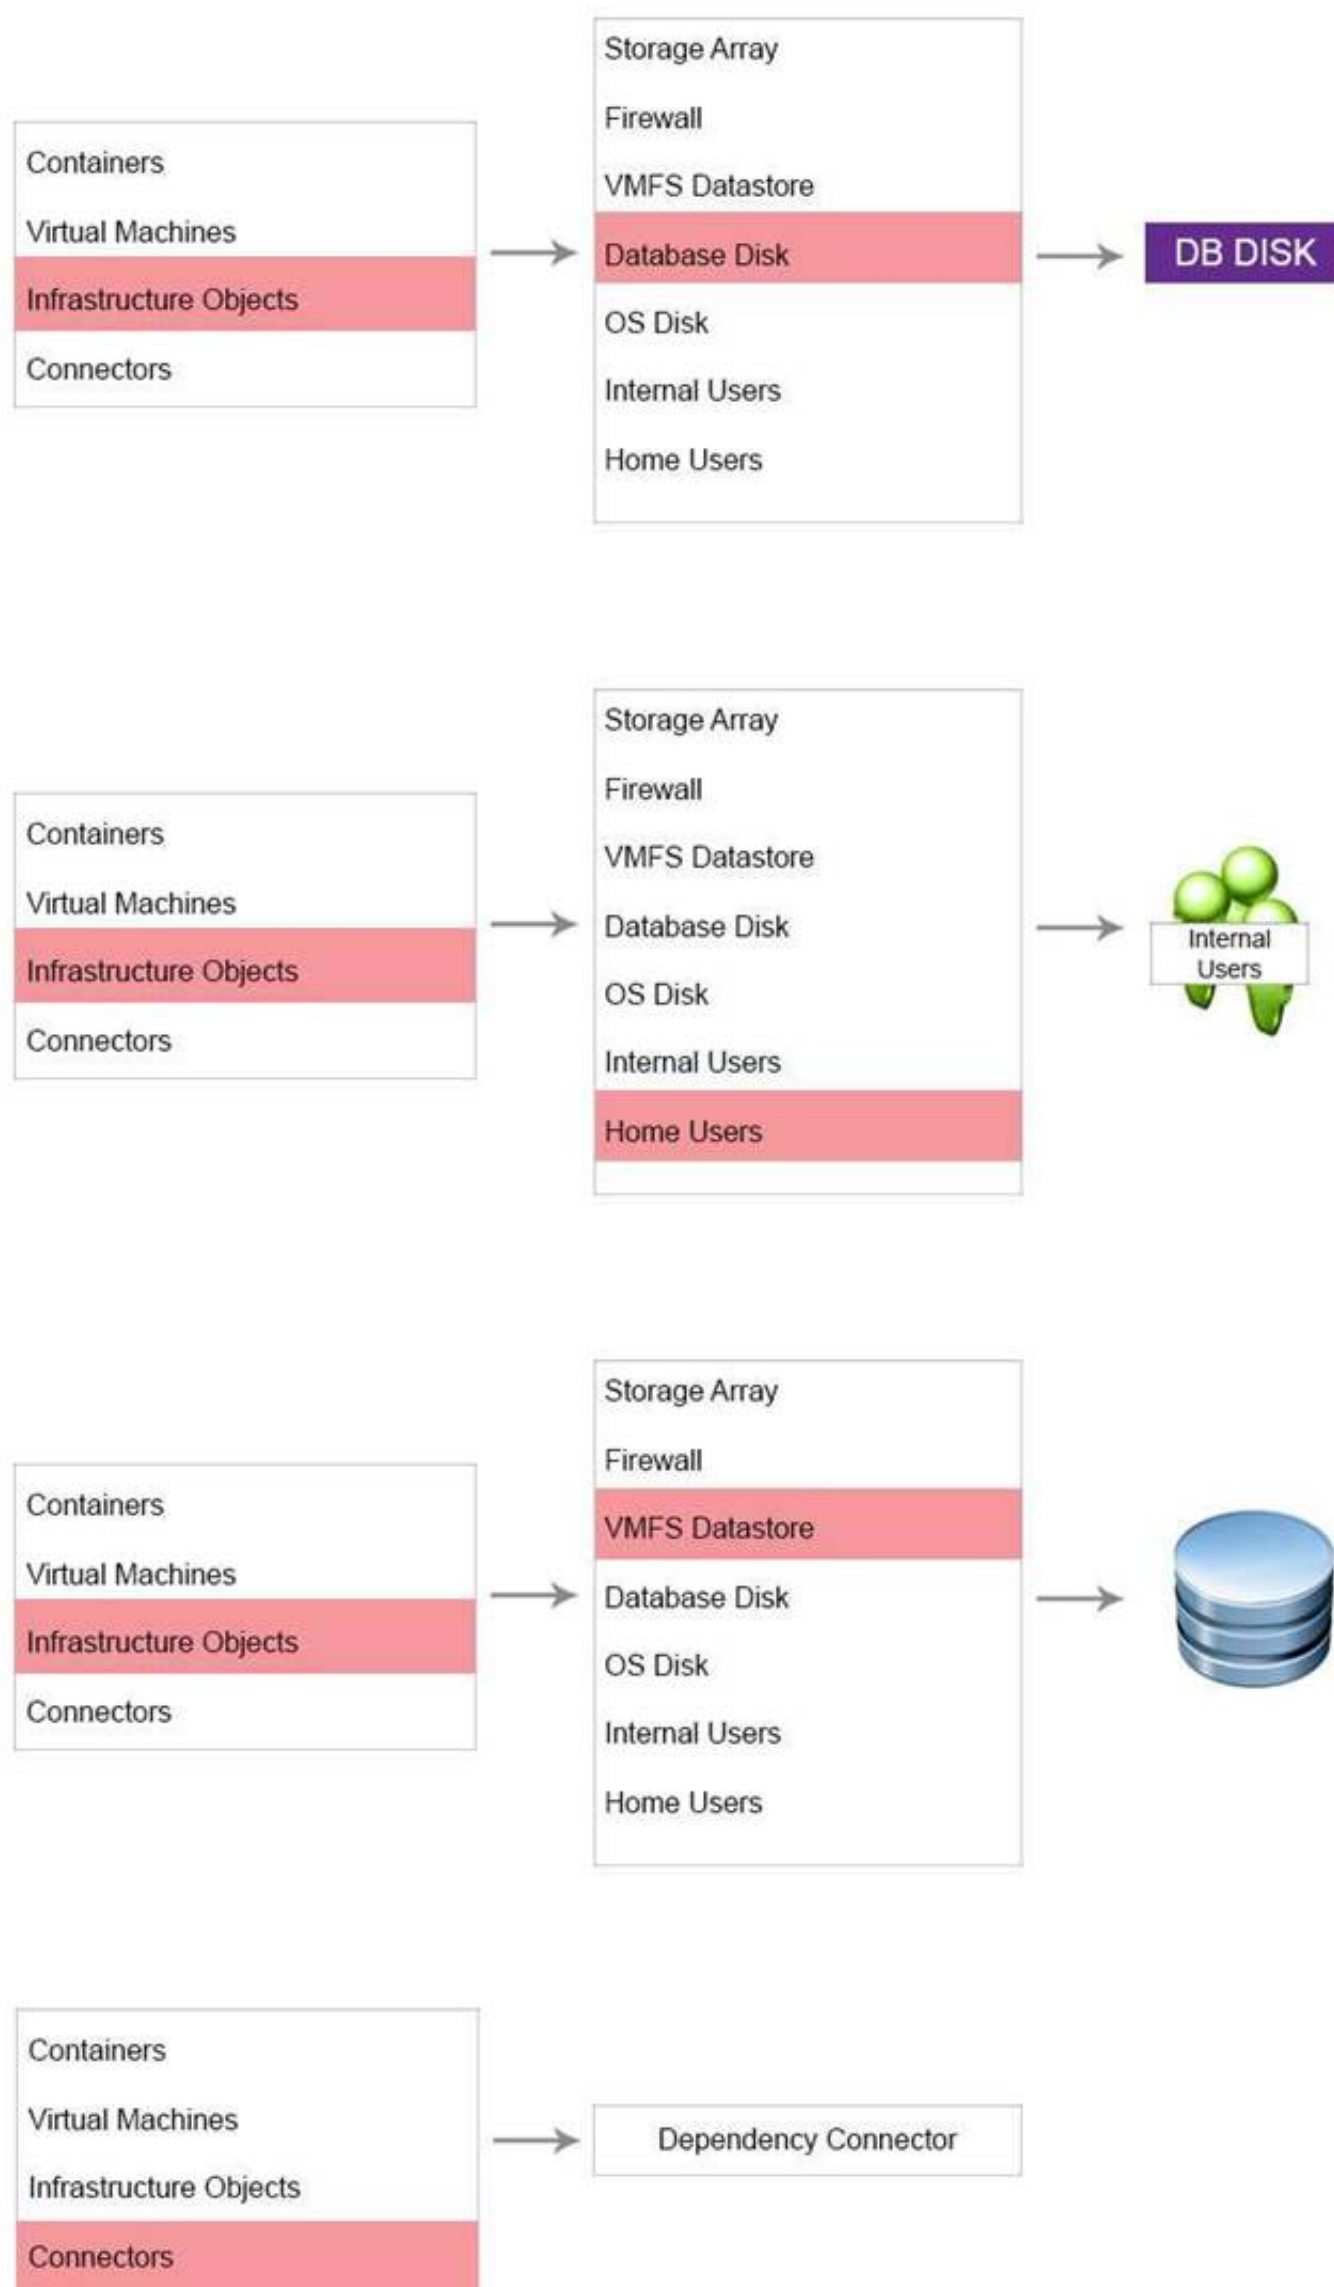 Containers
Virtual Machines
Infrastructure Objects
Connectors
Storage Array
Firewall
VMFS Datastore
Database Disk
OS Disk
Internal Users
Home Users
DB DISK
Containers
Virtual Machines
Infrastructure Objects
Connectors
Storage Array
Firewall
VMFS Datastore
Database Disk
OS Disk
Internal Users
Home Users
Internal
Users
Containers
Virtual Machines
Infrastructure Objects
Connectors
Storage Array
Firewall
VMFS Datastore
Database Disk
OS Disk
Internal Users
Home Users
Containers
Virtual Machines
Infrastructure Objects
Connectors
Dependency Connector